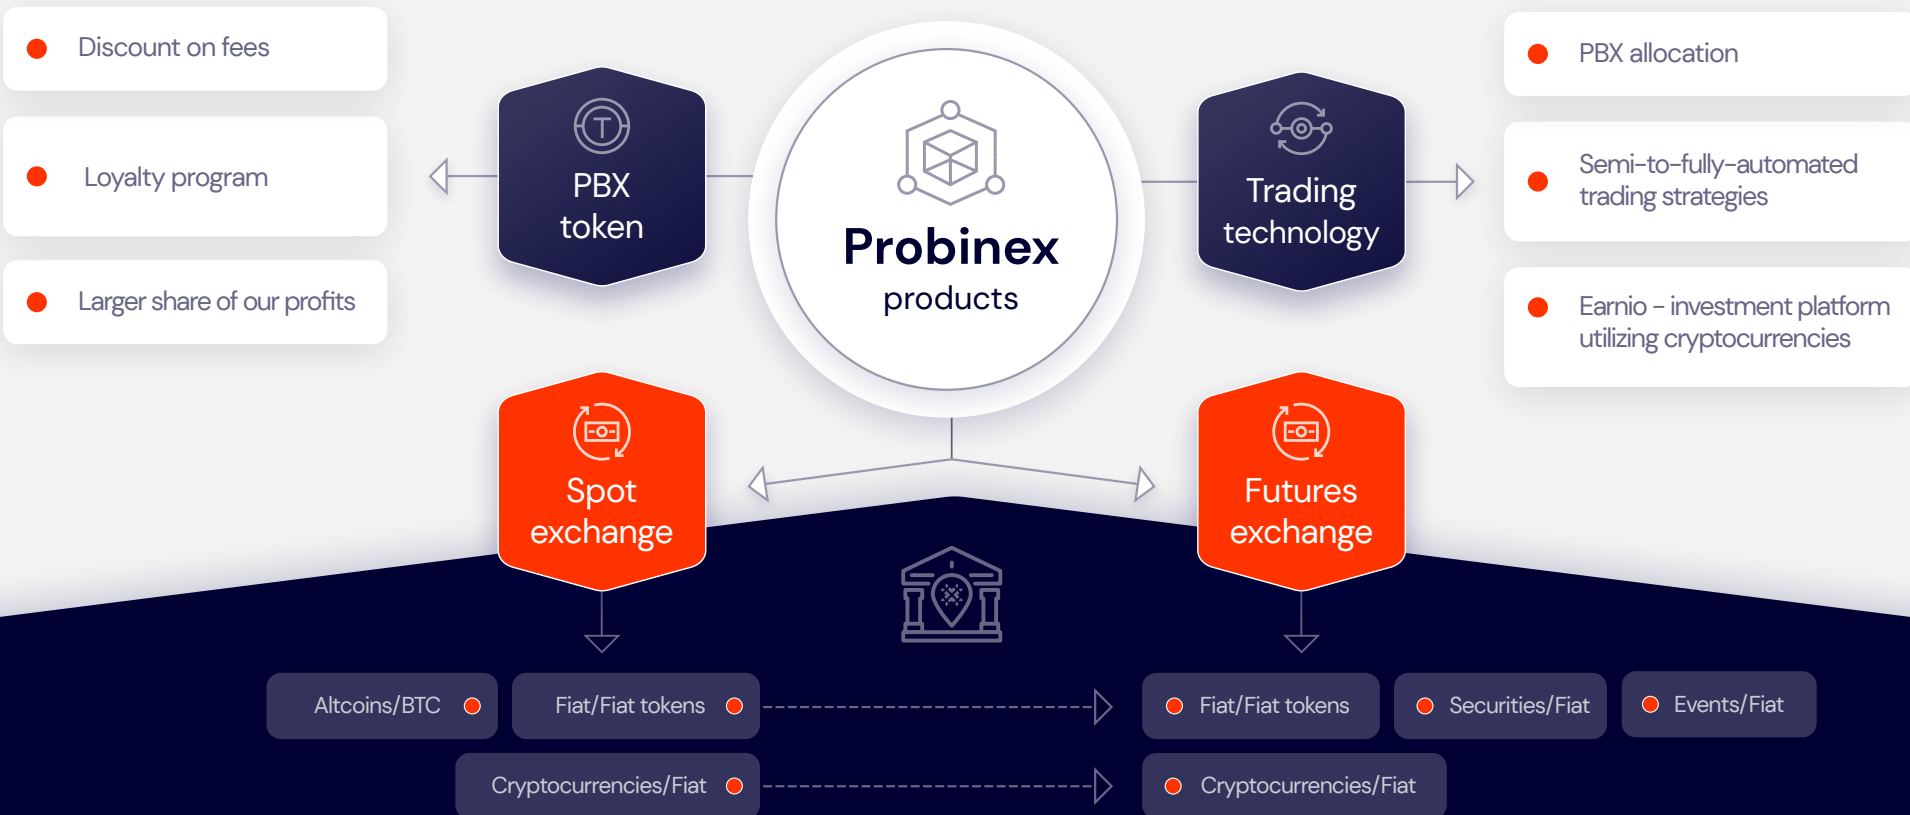 Discount on fees
Loyalty program
Larger share of our profits
PBX
token
Probinex
products
Trading
technology
PBX allocation
Semi-to-fully-automated
trading strategies
Earnio - investment platform
utilizing cryptocurrencies
Spot
exchange
Futures
exchange
Altcoins/BTC
Fiat/Fiat tokens
Fiat/Fiat tokens
Securities/Fiat
Events/Fiat
Cryptocurrencies/Fiat
Cryptocurrencies/Fiat